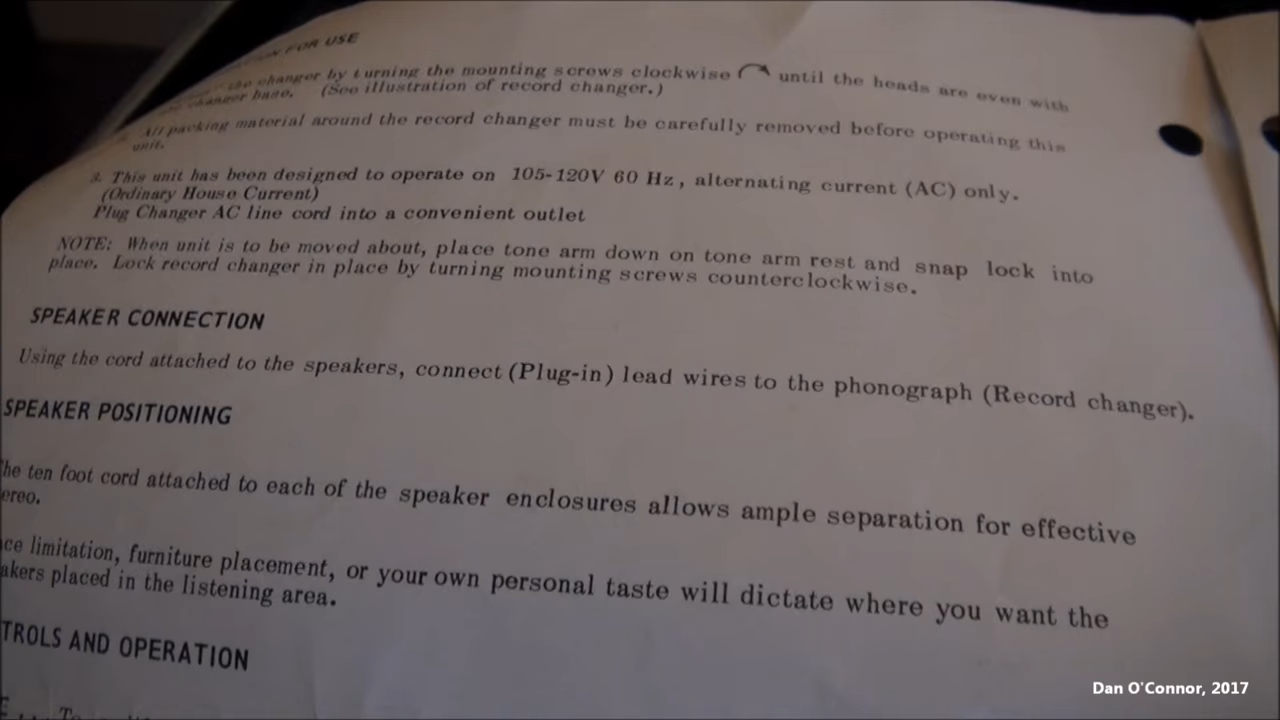 FOR USE
the changer by turning the mounting screws clockwise until the heads are even with
changer base. (See illustration of record changer.)
All packing material around the record changer must be carefully removed before operating this
unit.
3. This unit has been designed to operate on 105-120V 60 Hz, alternating current (AC) only.
(Ordinary House Current)
Plug Changer AC line cord into a convenient outlet
NOTE: When unit is to be moved about, place tone arm down on tone arm rest and snap lock into
place. Lock record changer in place by turning mounting screws counterclockwise.
SPEAKER CONNECTION
Using the cord attached to the speakers, connect (Plug-in) lead wires to the phonograph (Record changer).
SPEAKER POSITIONING
he ten foot cord attached to each of the speaker enclosures allows ample separation for effective
ereo.
ce limitation, furniture placement, or your own personal taste will dictate where you want the
akers placed in the listening area.
TROLS AND OPERATION
Dan O'Connor, 2017